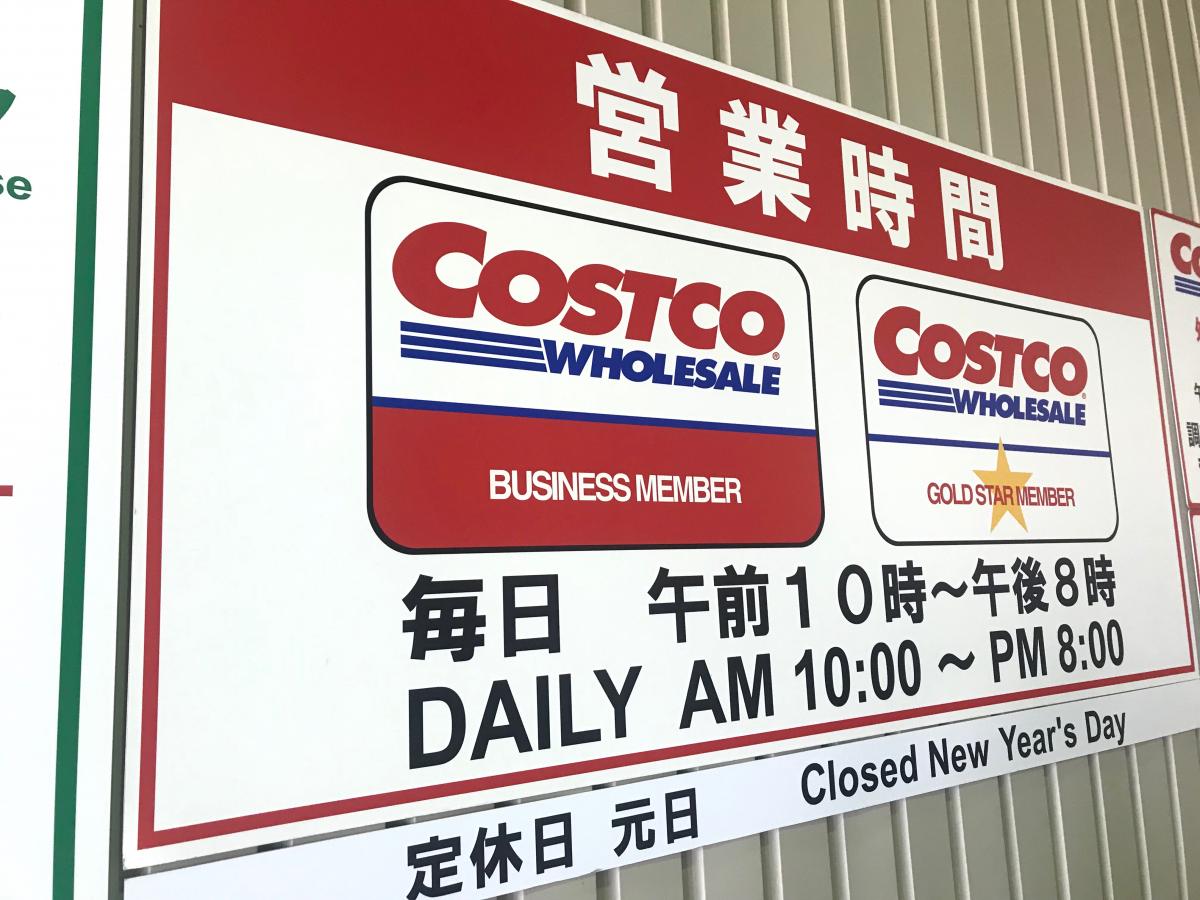 営業時間
COSTCO
WHOLESALE
BUSINESS MEMBER
COSTCO
WHOLESALE
GOLD STAR MEMBER
毎日　午前１０時～午後８時
DAILY AM 10:00 ～ PM 8:00
定休日 元日 Closed New Year's Day